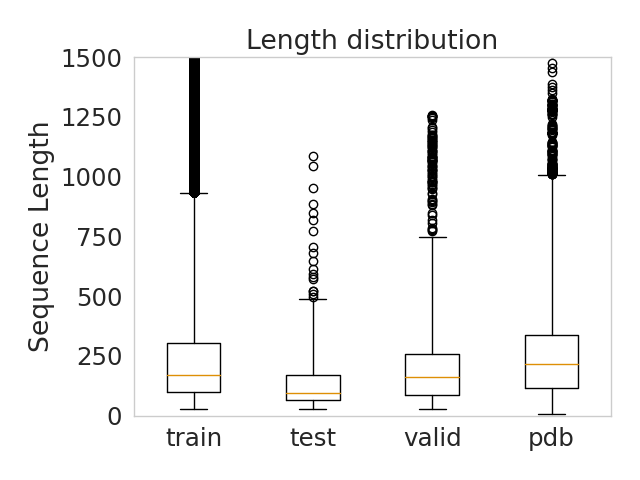 Length distribution
1500
1250
1000
750
500
250
0
Sequence Length
train
test
valid
pdb